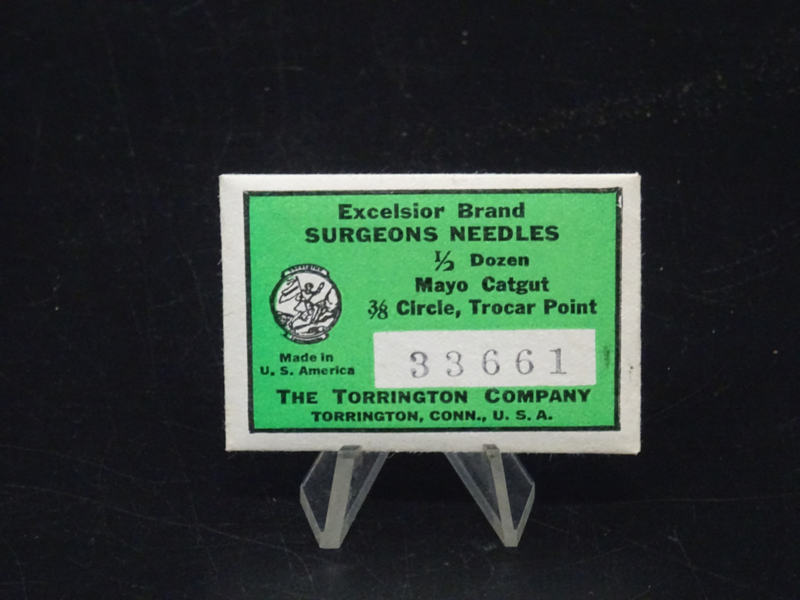 Excelsior Brand
SURGEONS NEEDLES
1/2 Dozen
Mayo Catgut
3/8 Circle, Trocar Point
Made in
U. S. America
33661
THE TORRINGTON COMPANY
TORRINGTON, CONN., U. S. A.